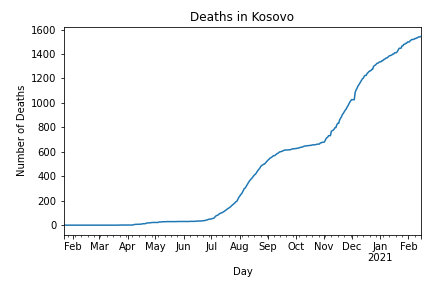 Deaths in Kosovo
1600
1400
1200
1000
800
600
400
200
0
Number of Deaths
Feb Mar Apr May Jun Jul Aug Sep Oct Nov Dec Jan Feb
2021
Day